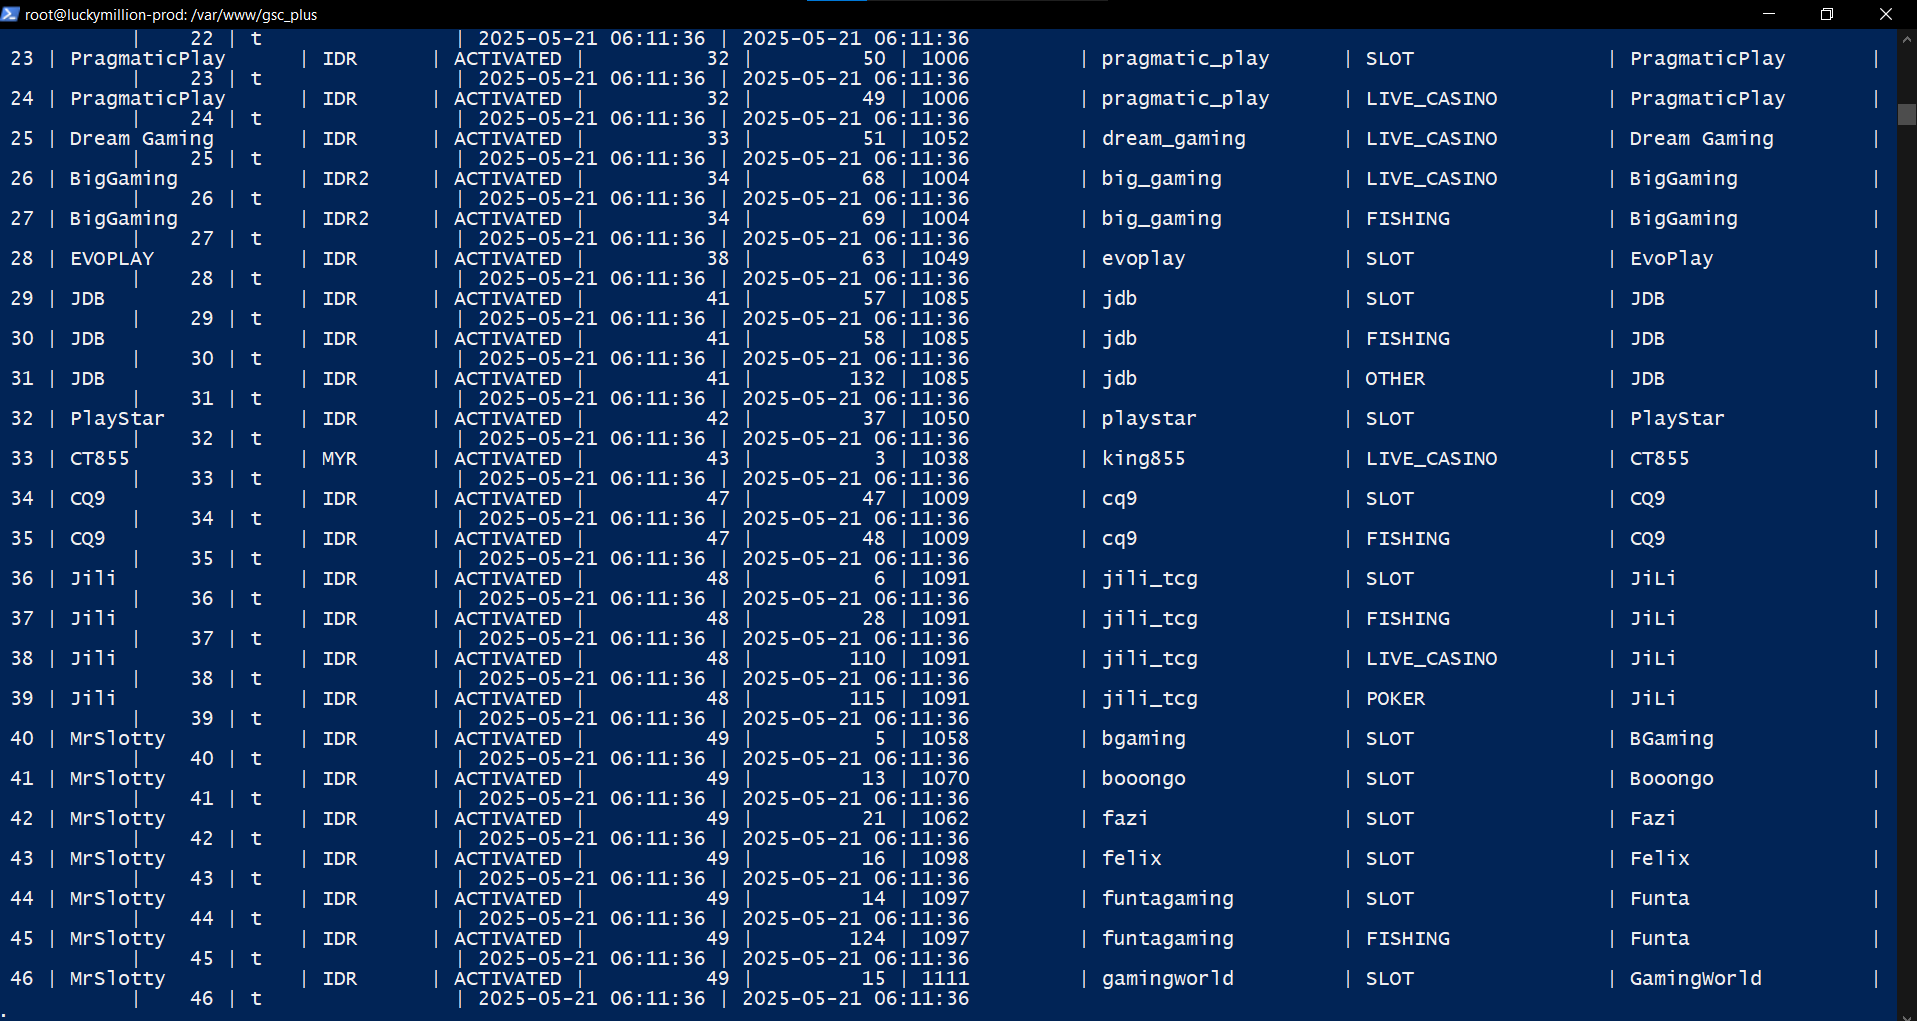 root@luckymillion-prod: /var/www/gsc_plus
| 22 | t | 2025-05-21 06:11:36 | 2025-05-21 06:11:36
23 | PragmaticPlay | IDR | ACTIVATED | 32 | 50 | 1006 | pragmatic_play | SLOT | PragmaticPlay |
| 23 | t | 2025-05-21 06:11:36 | 2025-05-21 06:11:36
24 | PragmaticPlay | IDR | ACTIVATED | 32 | 49 | 1006 | pragmatic_play | LIVE_CASINO | PragmaticPlay |
| 24 | t | 2025-05-21 06:11:36 | 2025-05-21 06:11:36
25 | Dream Gaming | IDR | ACTIVATED | 33 | 51 | 1052 | dream_gaming | LIVE_CASINO | Dream Gaming |
| 25 | t | 2025-05-21 06:11:36 | 2025-05-21 06:11:36
26 | BigGaming | IDR2 | ACTIVATED | 34 | 68 | 1004 | big_gaming | LIVE_CASINO | BigGaming |
| 26 | t | 2025-05-21 06:11:36 | 2025-05-21 06:11:36
27 | BigGaming | IDR2 | ACTIVATED | 34 | 69 | 1004 | big_gaming | FISHING | BigGaming |
| 27 | t | 2025-05-21 06:11:36 | 2025-05-21 06:11:36
28 | EVOPLAY | IDR | ACTIVATED | 38 | 63 | 1049 | evoplay | SLOT | EvoPlay |
| 28 | t | 2025-05-21 06:11:36 | 2025-05-21 06:11:36
29 | JDB | IDR | ACTIVATED | 41 | 57 | 1085 | jdb | SLOT | JDB |
| 29 | t | 2025-05-21 06:11:36 | 2025-05-21 06:11:36
30 | JDB | IDR | ACTIVATED | 41 | 58 | 1085 | jdb | FISHING | JDB |
| 30 | t | 2025-05-21 06:11:36 | 2025-05-21 06:11:36
31 | JDB | IDR | ACTIVATED | 41 | 132 | 1085 | jdb | OTHER | JDB |
| 31 | t | 2025-05-21 06:11:36 | 2025-05-21 06:11:36
32 | PlayStar | IDR | ACTIVATED | 42 | 37 | 1050 | playstar | SLOT | PlayStar |
| 32 | t | 2025-05-21 06:11:36 | 2025-05-21 06:11:36
33 | CT855 | MYR | ACTIVATED | 43 | 3 | 1038 | king855 | LIVE_CASINO | CT855 |
| 33 | t | 2025-05-21 06:11:36 | 2025-05-21 06:11:36
34 | CQ9 | IDR | ACTIVATED | 47 | 47 | 1009 | cq9 | SLOT | CQ9 |
| 34 | t | 2025-05-21 06:11:36 | 2025-05-21 06:11:36
35 | CQ9 | IDR | ACTIVATED | 47 | 48 | 1009 | cq9 | FISHING | CQ9 |
| 35 | t | 2025-05-21 06:11:36 | 2025-05-21 06:11:36
36 | Jili | IDR | ACTIVATED | 48 | 6 | 1091 | jili_tcg | SLOT | JiLi |
| 36 | t | 2025-05-21 06:11:36 | 2025-05-21 06:11:36
37 | Jili | IDR | ACTIVATED | 48 | 28 | 1091 | jili_tcg | FISHING | JiLi |
| 37 | t | 2025-05-21 06:11:36 | 2025-05-21 06:11:36
38 | Jili | IDR | ACTIVATED | 48 | 110 | 1091 | jili_tcg | LIVE_CASINO | JiLi |
| 38 | t | 2025-05-21 06:11:36 | 2025-05-21 06:11:36
39 | Jili | IDR | ACTIVATED | 48 | 115 | 1091 | jili_tcg | POKER | JiLi |
| 39 | t | 2025-05-21 06:11:36 | 2025-05-21 06:11:36
40 | MrSlotty | IDR | ACTIVATED | 49 | 5 | 1058 | bgaming | SLOT | BGaming |
| 40 | t | 2025-05-21 06:11:36 | 2025-05-21 06:11:36
41 | MrSlotty | IDR | ACTIVATED | 49 | 13 | 1070 | booongo | SLOT | Booongo |
| 41 | t | 2025-05-21 06:11:36 | 2025-05-21 06:11:36
42 | MrSlotty | IDR | ACTIVATED | 49 | 21 | 1062 | fazi | SLOT | Fazi |
| 42 | t | 2025-05-21 06:11:36 | 2025-05-21 06:11:36
43 | MrSlotty | IDR | ACTIVATED | 49 | 16 | 1098 | felix | SLOT | Felix |
| 43 | t | 2025-05-21 06:11:36 | 2025-05-21 06:11:36
44 | MrSlotty | IDR | ACTIVATED | 49 | 14 | 1097 | funtagaming | SLOT | Funta |
| 44 | t | 2025-05-21 06:11:36 | 2025-05-21 06:11:36
45 | MrSlotty | IDR | ACTIVATED | 49 | 124 | 1097 | funtagaming | FISHING | Funta |
| 45 | t | 2025-05-21 06:11:36 | 2025-05-21 06:11:36
46 | MrSlotty | IDR | ACTIVATED | 49 | 15 | 1111 | gamingworld | SLOT | GamingWorld |
| 46 | t | 2025-05-21 06:11:36 | 2025-05-21 06:11:36